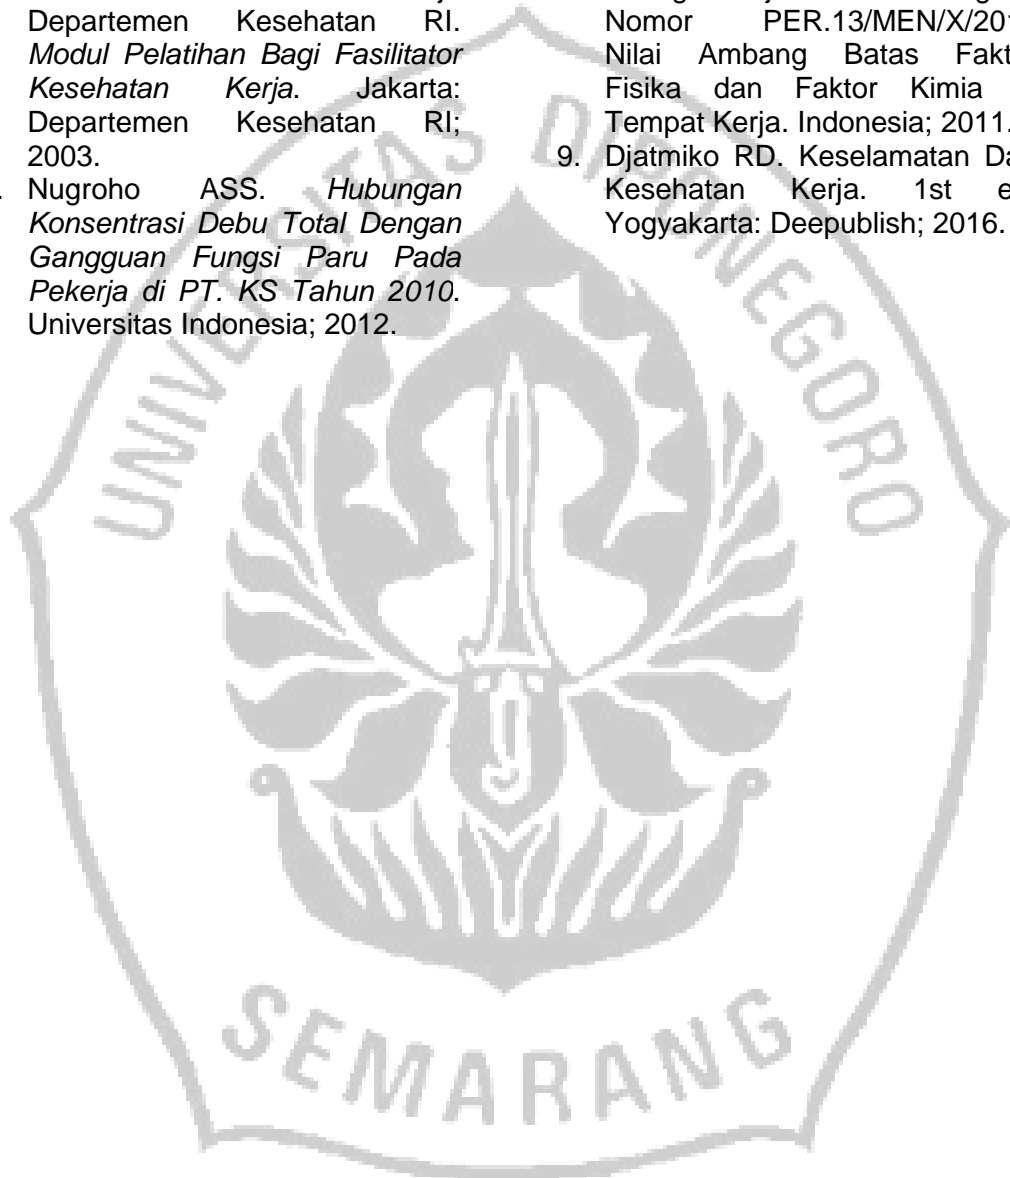 Departemen Kesehatan RI.
Modul Pelatihan Bagi Fasilitator
Kesehatan Kerja. Jakarta:
Departemen Kesehatan RI;
2003.
Nugroho ASS. Hubungan
Konsentrasi Debu Total Dengan
Gangguan Fungsi Paru Pada
Pekerja di PT. KS Tahun 2010.
Universitas Indonesia; 2012.
Nomor PER.13/MEN/X/201
Nilai Ambang Batas Fakt
Fisika dan Faktor Kimia
Tempat Kerja. Indonesia; 2011.
9. Djatmiko RD. Keselamatan Da
Kesehatan Kerja. 1st e
Yogyakarta: Deepublish; 2016.
UNIVERSITAS DIPONEGORO
SEMARANG